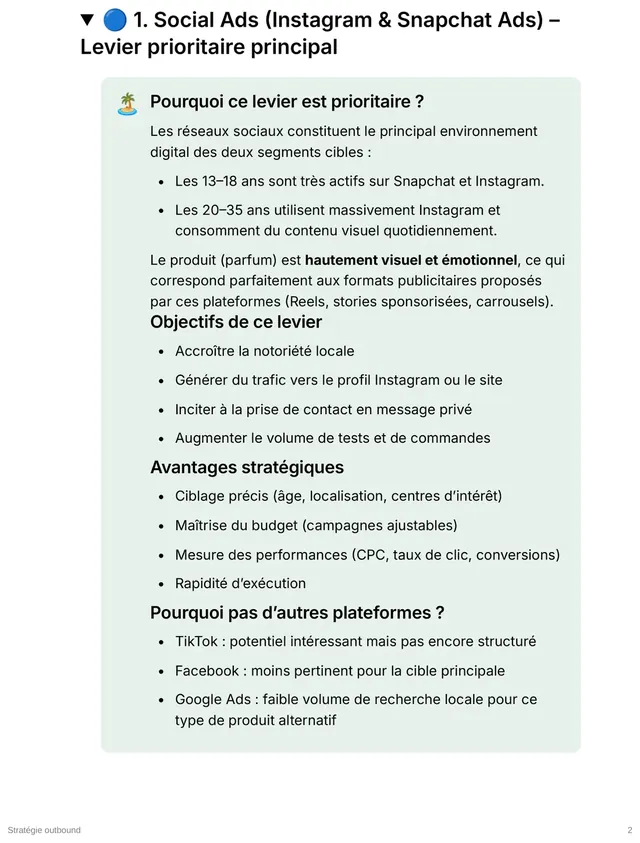 ▼ 🔵 1. Social Ads (Instagram & Snapchat Ads) –
Levier prioritaire principal
🏝️ Pourquoi ce levier est prioritaire ?
Les réseaux sociaux constituent le principal environnement
digital des deux segments cibles :
• Les 13–18 ans sont très actifs sur Snapchat et Instagram.
• Les 20–35 ans utilisent massivement Instagram et
consomment du contenu visuel quotidiennement.
Le produit (parfum) est hautement visuel et émotionnel, ce qui
correspond parfaitement aux formats publicitaires proposés
par ces plateformes (Reels, stories sponsorisées, carrousels).
Objectifs de ce levier
• Accroître la notoriété locale
• Générer du trafic vers le profil Instagram ou le site
• Inciter à la prise de contact en message privé
• Augmenter le volume de tests et de commandes
Avantages stratégiques
• Ciblage précis (âge, localisation, centres d’intérêt)
• Maîtrise du budget (campagnes ajustables)
• Mesure des performances (CPC, taux de clic, conversions)
• Rapidité d’exécution
Pourquoi pas d’autres plateformes ?
• TikTok : potentiel intéressant mais pas encore structuré
• Facebook : moins pertinent pour la cible principale
• Google Ads : faible volume de recherche locale pour ce
type de produit alternatif
Stratégie outbound
2